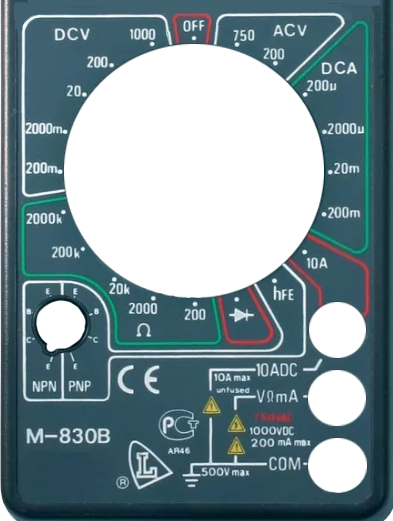 DCV 1000 OFF 750 ACV
200 200
20 DCA
200µ
2000m 2000µ
200m 20m
2000k 200m
200k 10A
20k hFE
2000 200
Ω
E E
B B
C C
E E
NPN PNP
CE
10A max
unfused
10ADC
VΩmA
750VAC
1000VDC
200 mA max
COM
500V max
M-830B
PCT
AR46
L
®